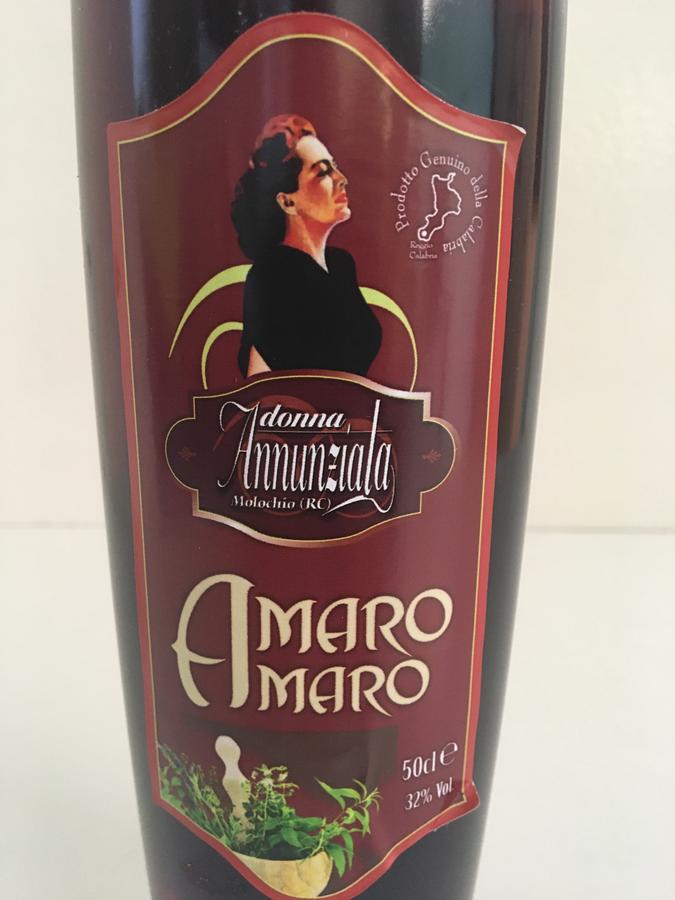 Prodotto Genuino della Calabria
Reggio
Calabria
donna
Annunziata
Molochio (RC)
AMARO
AMARO
50cl e
32% Vol